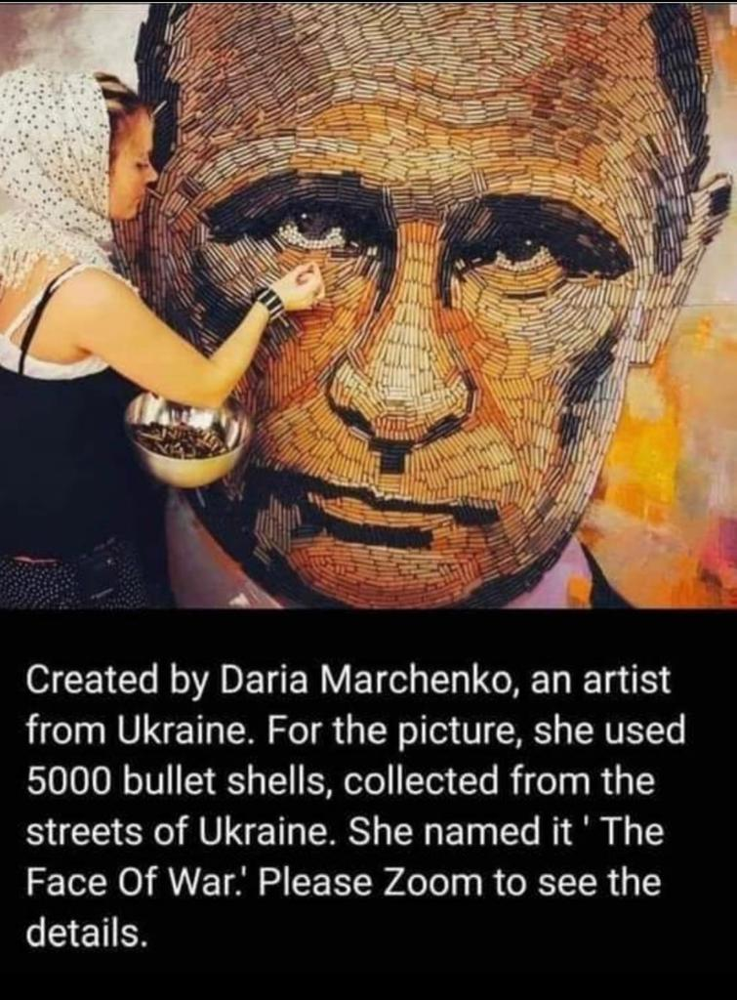 Created by Daria Marchenko, an artist
from Ukraine. For the picture, she used
5000 bullet shells, collected from the
streets of Ukraine. She named it ' The
Face Of War.' Please Zoom to see the
details.